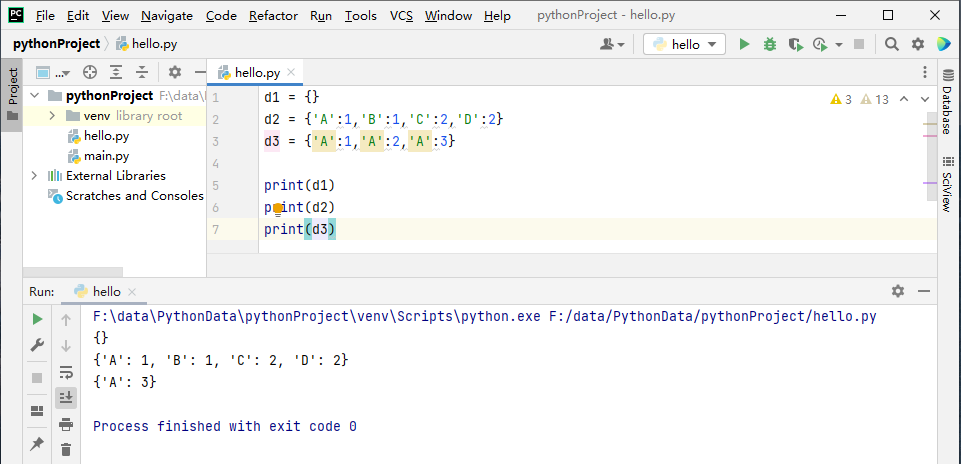 File Edit View Navigate Code Refactor Run Tools VCS Window Help pythonProject - hello.py
pythonProject hello.py hello
Project
... hello.py
pythonProject F:\data\
venv library root
hello.py
main.py
External Libraries
Scratches and Consoles
1 d1 = {}
2 d2 = {'A':1,'B':1,'C':2,'D':2}
3 d3 = {'A':1,'A':2,'A':3}
4
5 print(d1)
6 print(d2)
7 print(d3)
3 13
Database
SciView
Run: hello
F:\data\PythonData\pythonProject\venv\Scripts\python.exe F:/data/PythonData/pythonProject/hello.py
{}
{'A': 1, 'B': 1, 'C': 2, 'D': 2}
{'A': 3}
Process finished with exit code 0